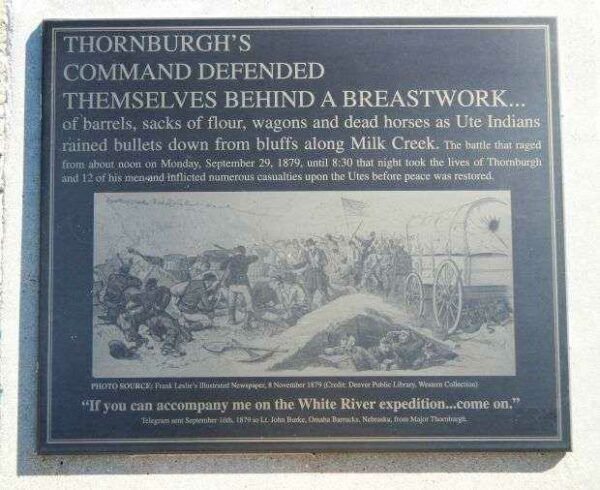 THORNBURGH'S
COMMAND DEFENDED
THEMSELVES BEHIND A BREASTWORK...
of barrels, sacks of flour, wagons and dead horses as Ute Indians
rained bullets down from bluffs along Milk Creek. The battle that raged
from about noon on Monday, September 29, 1879, until 8:30 that night took the lives of Thornburgh
and 12 of his men and inflicted numerous casualties upon the Utes before peace was restored.
PHOTO SOURCE: Frank Leslie's Illustrated Newspaper, 8 November 1879 (Credit: Denver Public Library, Western Collection)
"If you can accompany me on the White River expedition...come on."
Telegram sent September 16th, 1879 to Lt. John Burke, Omaha Barracks, Nebraska, from Major Thornburgh.